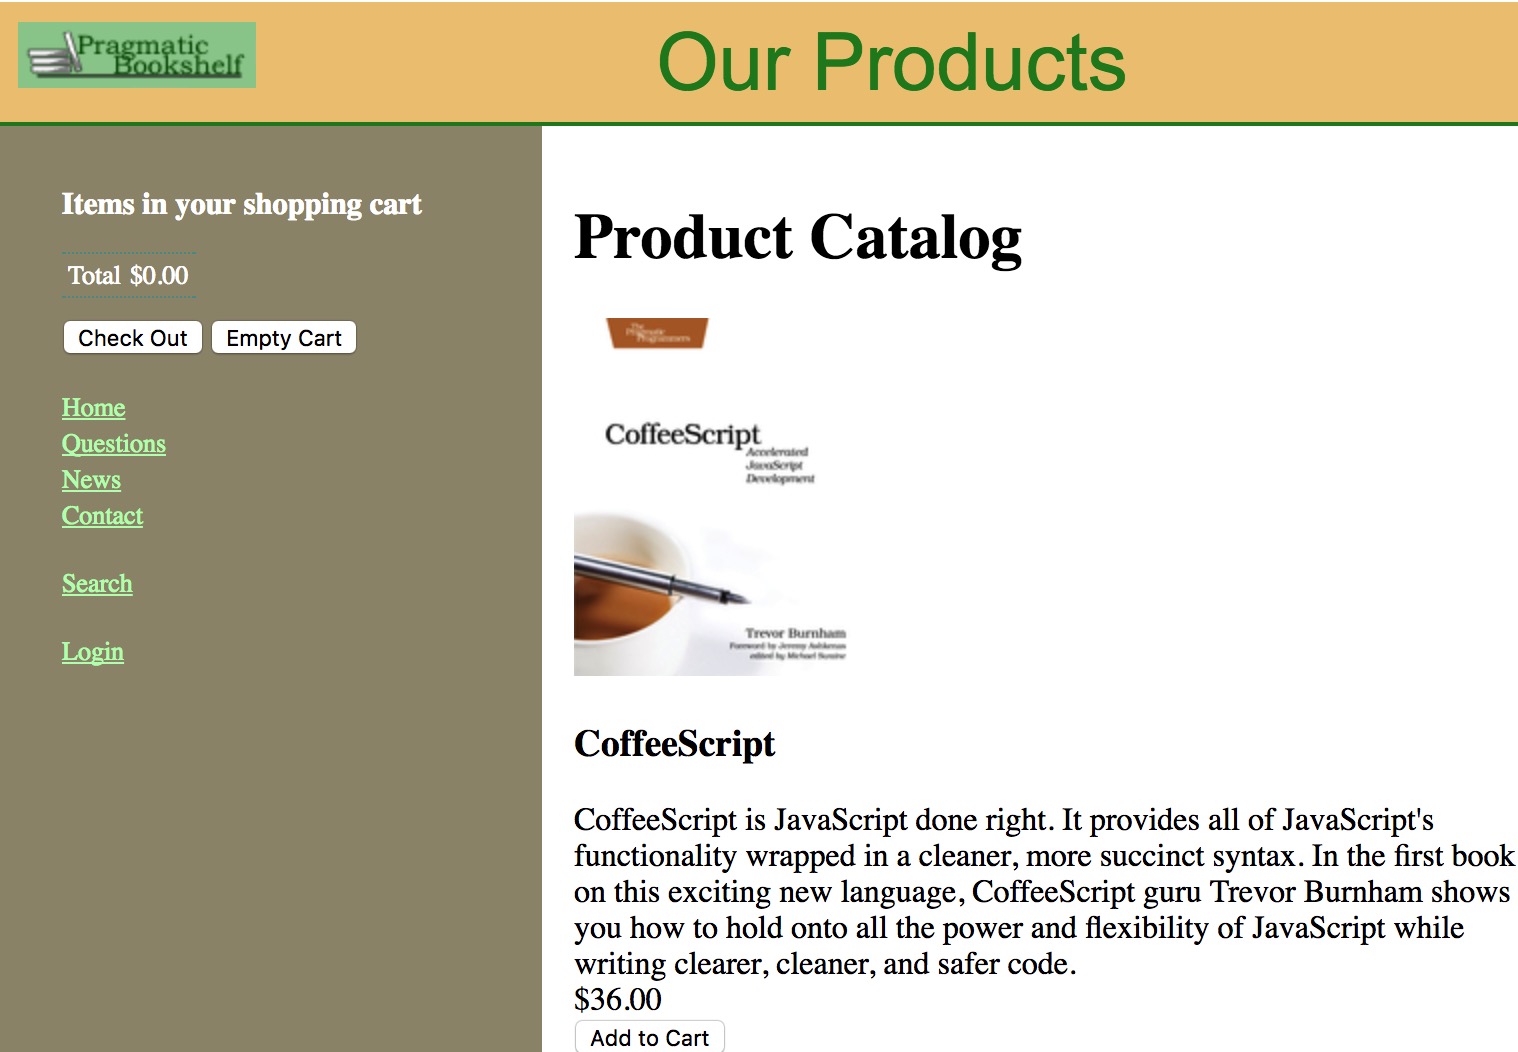 Pragmatic
Bookshelf
Our Products
Items in your shopping cart
Total $0.00
Check Out Empty Cart
Home
Questions
News
Contact
Search
Login
Product Catalog
The
Pragmatic
Programmers
CoffeeScript
Accelerated
JavaScript
Development
Trevor Burnham
Foreword by Jeremy Ashkenas
edited by Michael Swaine
CoffeeScript
CoffeeScript is JavaScript done right. It provides all of JavaScript's
functionality wrapped in a cleaner, more succinct syntax. In the first book
on this exciting new language, CoffeeScript guru Trevor Burnham shows
you how to hold onto all the power and flexibility of JavaScript while
writing clearer, cleaner, and safer code.
$36.00
Add to Cart